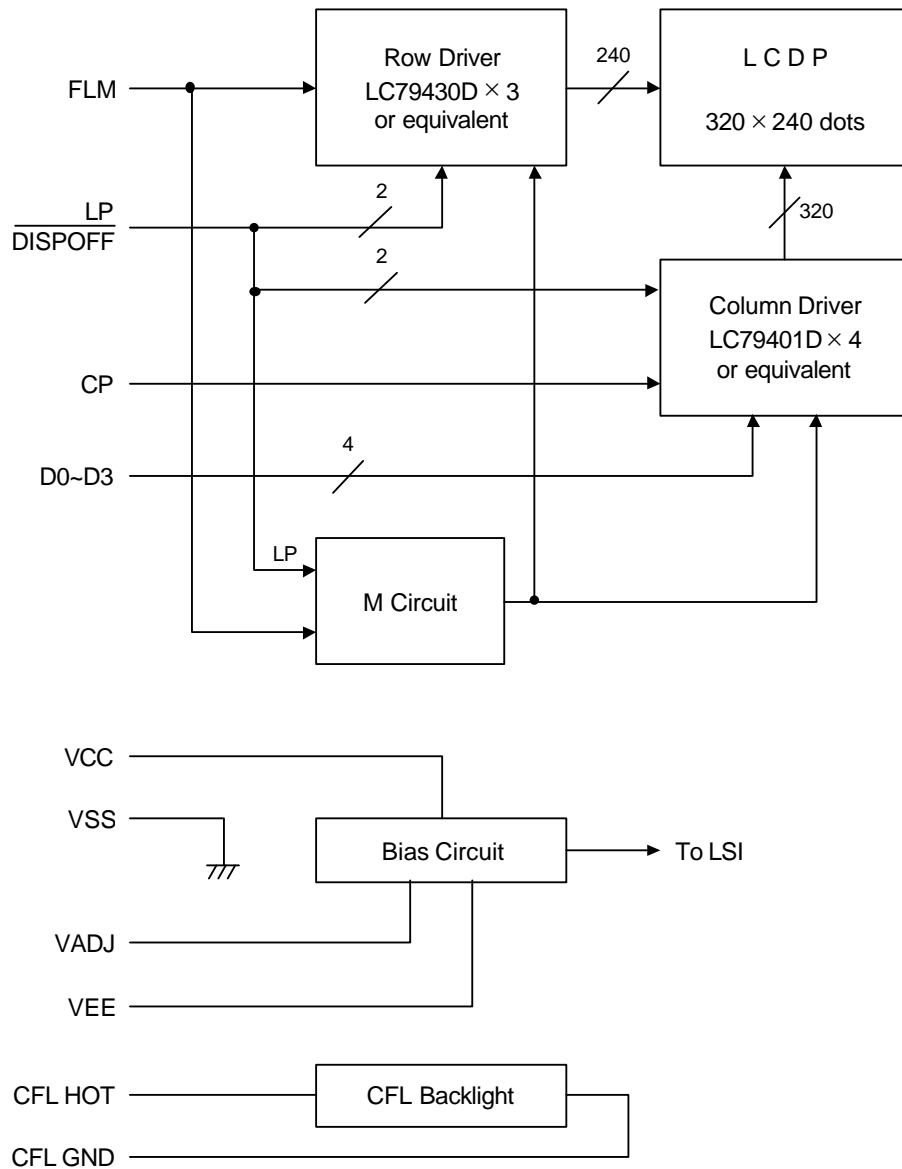 Row Driver
LC79430D × 3
or equivalent
240
L C D P
320 × 240 dots
FLM
LP
DISPOFF
2
2
320
Column Driver
LC79401D × 4
or equivalent
CP
4
D0~D3
LP
M Circuit
VCC
VSS
Bias Circuit
To LSI
VADJ
VEE
CFL HOT
CFL Backlight
CFL GND